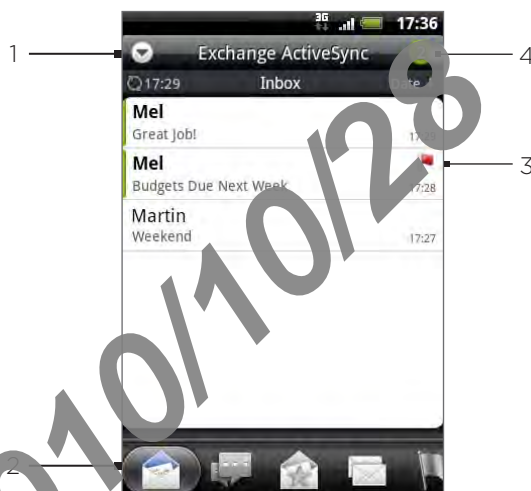 3G 17:36
1 Exchange ActiveSync 4
17:29 Inbox Date
Mel
Great Job!
Mel 3
Budgets Due Next Week 17:28
Martin
Weekend 17:27
2
010/10/28